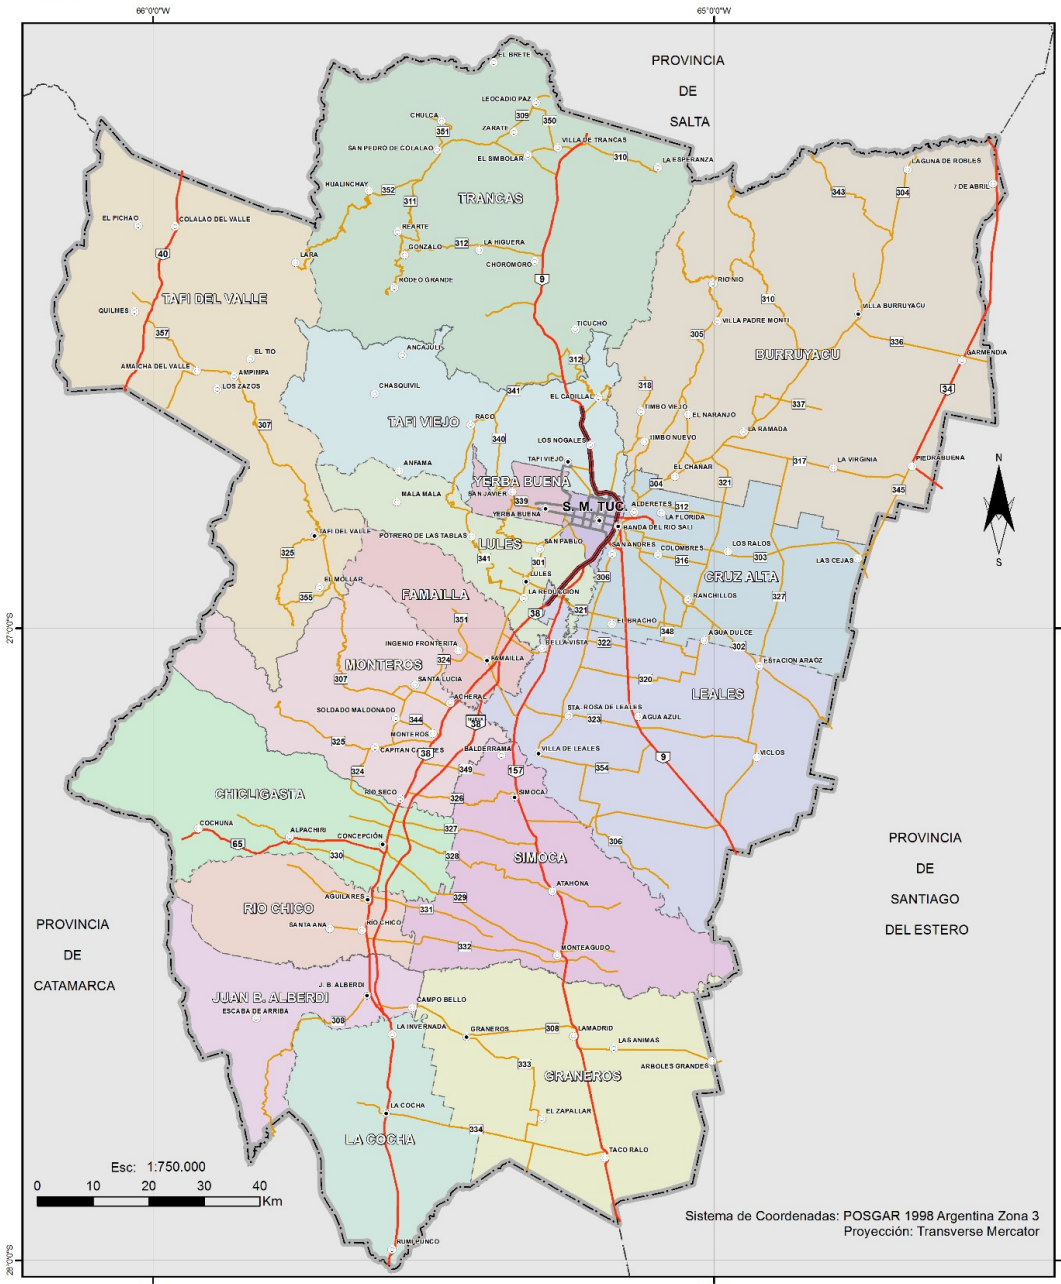 66°0'0"W
65°0'0"W
EL BRETE
PROVINCIA
DE
SALTA
LEOCADIO PAZ
309
350
CHULCA
351
ZARATE
VILLA DE TRANCAS
SAN PEDRO DE COLALAO
EL SIMBOLAR
310
LA ESPERANZA
LAGUNA DE ROBLES
7 DE ABRIL
HUALINCHAY
352
311
TRANCAS
343
304
EL PICHAO
COLALAO DEL VALLE
REARTE
312
LA HIGUERA
GONZALO
40
LARA
CHOROMORO
9
RODEO GRANDE
RIO NIO
TAFI DEL VALLE
310
QUILMES
VILLA PADRE MONTI
VILLA BURRUYACU
TICUCHO
357
305
336
ANCAJULI
BURRUYACU
EL TIO
312
GARMENDIA
AMAICHA DEL VALLE
AMPIMPA
LOS ZAZOS
CHASQUIVIL
341
EL CADILLAL
318
34
TIMBO VIEJO
337
EL NARANJO
RACO
TAFI VIEJO
307
340
LOS NOGALES
TIMBO NUEVO
LA RAMADA
TAFI VIEJO
317
LA VIRGINIA
PIEDRABUENA
N
S
ANFAMA
EL CHAÑAR
YERBA BUENA
304
321
345
MALA MALA
SAN JAVIER
339
YERBA BUENA
S. M. TUC.
ALDERETES
312
LA FLORIDA
BANDA DEL RIO SALI
TAFI DEL VALLE
POTRERO DE LAS TABLAS
LULES
SAN PABLO
SAN ANDRES
COLOMBRES
LOS RALOS
303
LAS CEJAS
325
341
301
316
EL MOLLAR
LULES
306
CRUZ ALTA
355
FAMAILLA
LA REDUCCION
RANCHILLOS
327
38
321
27°0'0"S
351
EL BRACHO
348
AGUA DULCE
INGENIO FRONTERITA
BELLA VISTA
322
302
324
FAMAILLA
ESTACION ARAOZ
MONTEROS
307
SANTA LUCIA
320
LEALES
ACHERAL
SOLDADO MALDONADO
344
NUEVA
38
STA. ROSA DE LEALES
323
AGUA AZUL
MONTEROS
325
CAPITAN CACERES
38
BALDERRAMA
VILLA DE LEALES
9
VICLOS
324
349
157
354
CHICLIGASTA
RIO SECO
326
SIMOCA
COCHUNA
327
65
ALPACHIRI
CONCEPCIÓN
306
PROVINCIA
DE
SANTIAGO
DEL ESTERO
330
328
SIMOCA
ATAHONA
AGUILARES
329
RIO CHICO
331
PROVINCIA
DE
CATAMARCA
SANTA ANA
RIO CHICO
332
MONTEAGUDO
J. B. ALBERDI
JUAN B. ALBERDI
CAMPO BELLO
ESCABA DE ARRIBA
308
LA INVERNADA
GRANEROS
308
LAMADRID
LAS ANIMAS
333
ARBOLES GRANDES
GRANEROS
LA COCHA
EL ZAPALLAR
LA COCHA
334
TACO RALO
Esc: 1:750.000
0 10 20 30 40
Km
Sistema de Coordenadas: POSGAR 1998 Argentina Zona 3
Proyección: Transverse Mercator
RUMI PUNCO
28°0'0"S